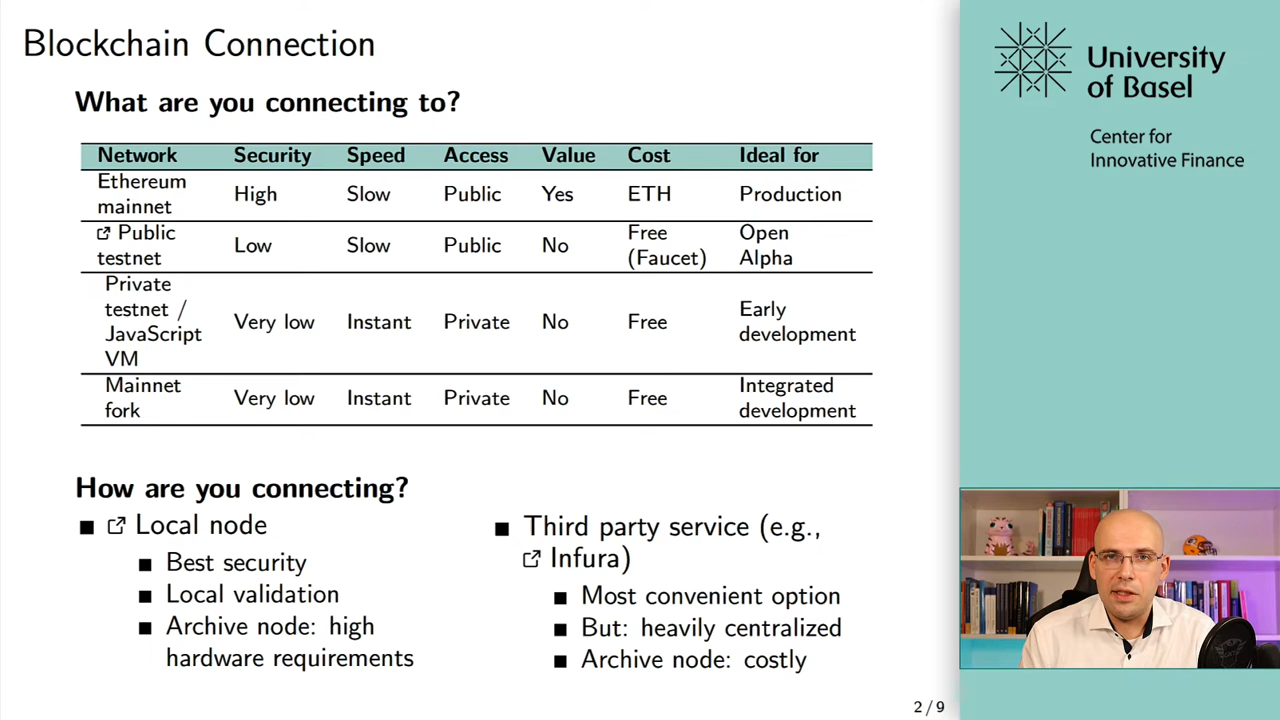 Blockchain Connection
What are you connecting to?
Network Security Speed Access Value Cost Ideal for
Ethereum mainnet High Slow Public Yes ETH Production
Public testnet Low Slow Public No Free (Faucet) Open Alpha
Private testnet / JavaScript VM Very low Instant Private No Free Early development
Mainnet fork Very low Instant Private No Free Integrated development
How are you connecting?
Local node
Best security
Local validation
Archive node: high
hardware requirements
Third party service (e.g.,
Infura)
Most convenient option
But: heavily centralized
Archive node: costly
2 / 9
University
of Basel
Center for
Innovative Finance